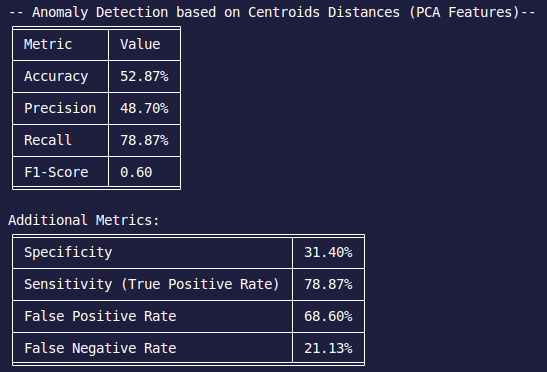 -- Anomaly Detection based on Centroids Distances (PCA Features)--
Metric Value
Accuracy 52.87%
Precision 48.70%
Recall 78.87%
F1-Score 0.60
Additional Metrics:
Specificity 31.40%
Sensitivity (True Positive Rate) 78.87%
False Positive Rate 68.60%
False Negative Rate 21.13%